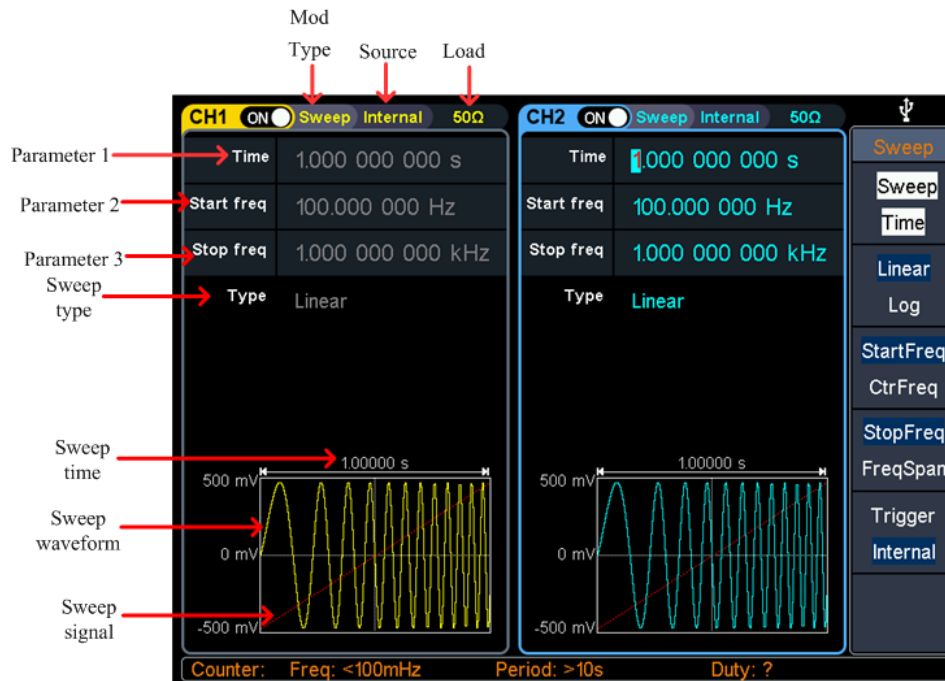 Mod
Type
Source
Load
CH1 ON Sweep Internal 50Ω
CH2 ON Sweep Internal 50Ω
Parameter 1
Time 1.000 000 000 s
Time 1.000 000 000 s
Parameter 2
Start freq 100.000 000 Hz
Start freq 100.000 000 Hz
Parameter 3
Stop freq 1.000 000 000 kHz
Stop freq 1.000 000 000 kHz
Sweep
type
Type Linear
Type Linear
Sweep
time
1.00000 s
500 mV
0 mV
-500 mV
1.00000 s
500 mV
0 mV
-500 mV
Sweep
waveform
Sweep
signal
Sweep
Sweep
Time
Linear
Log
StartFreq
CtrFreq
StopFreq
FreqSpan
Trigger
Internal
Counter: Freq: <100mHz Period: >10s Duty: ?